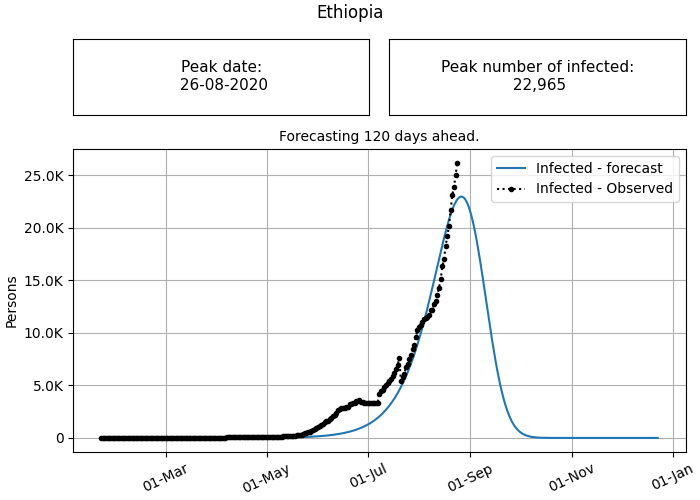 Ethiopia
Peak date:
26-08-2020
Peak number of infected:
22,965
Forecasting 120 days ahead.
Infected - forecast
Infected - Observed
25.0K
20.0K
15.0K
10.0K
5.0K
0
Persons
01-Mar
01-May
01-Jul
01-Sep
01-Nov
01-Jan